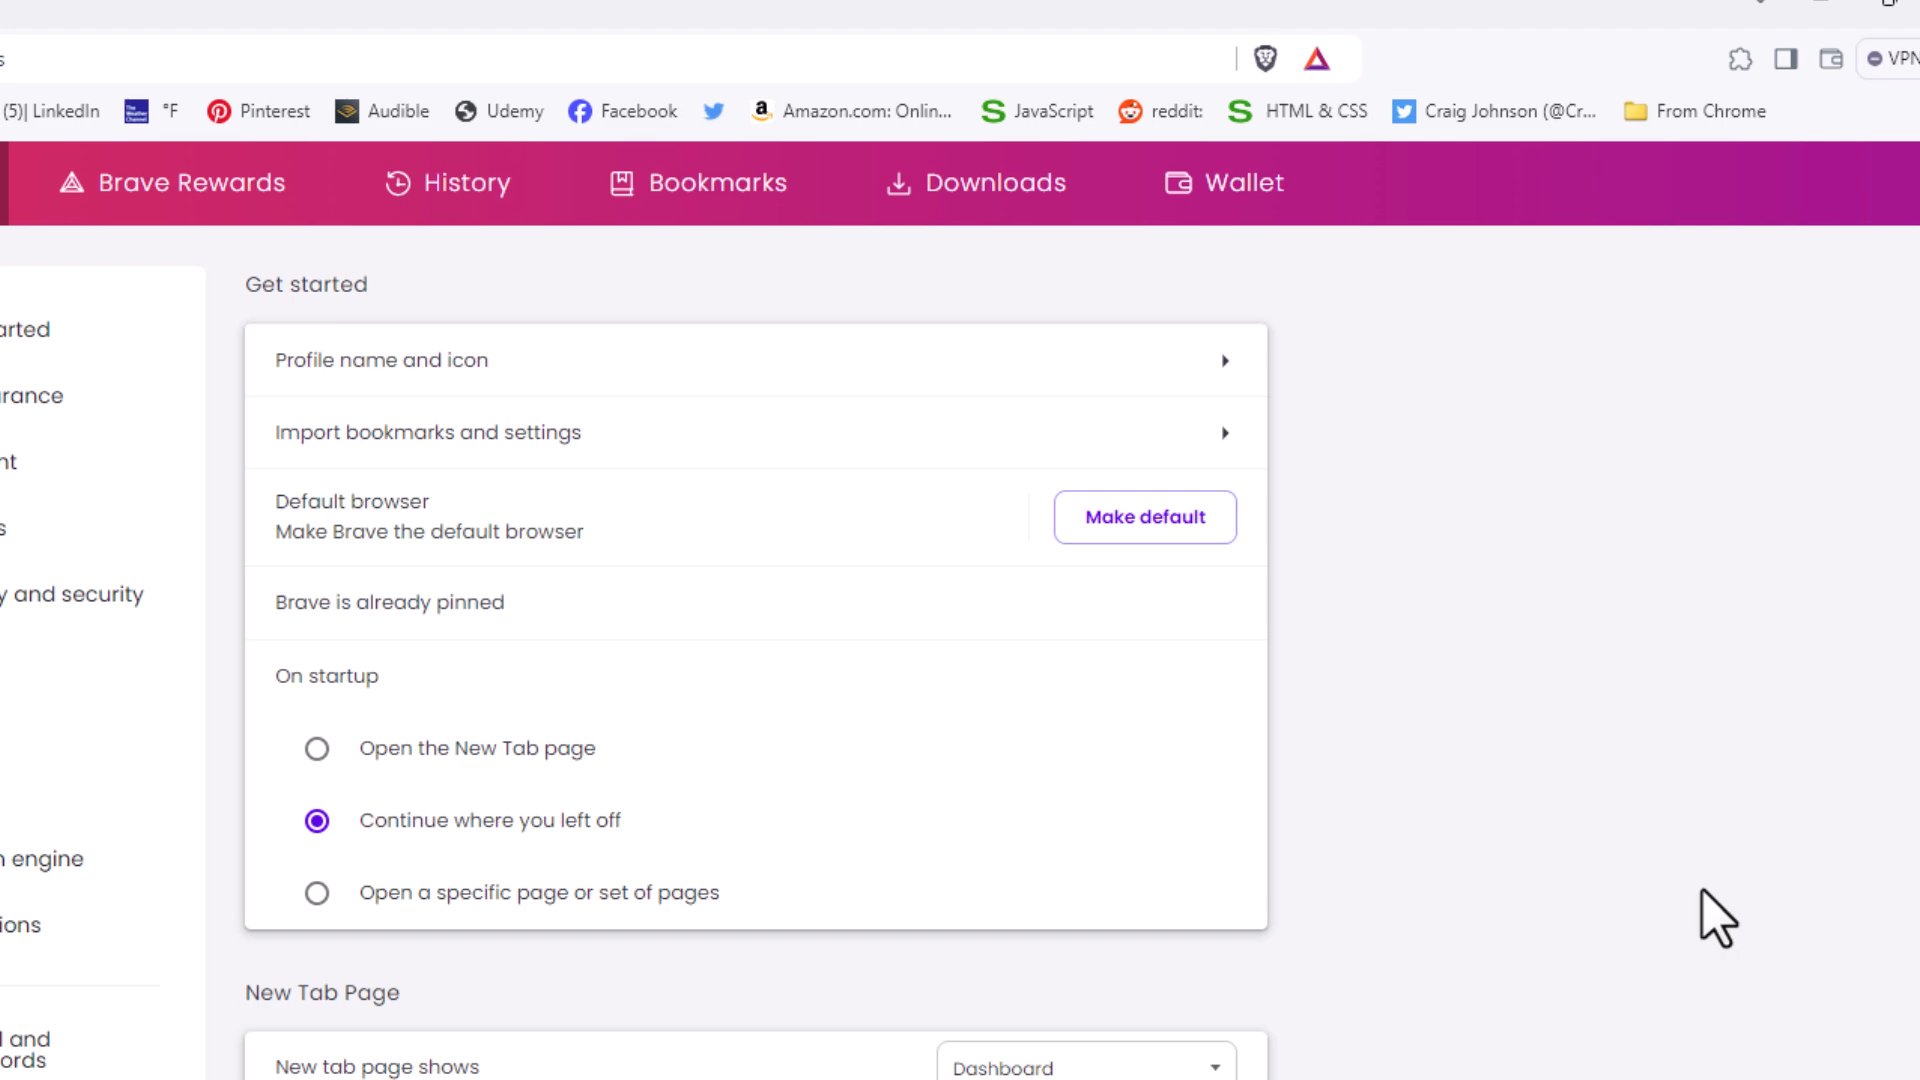 s
VPN
(5)| LinkedIn °F Pinterest Audible Udemy Facebook Amazon.com: Onlin... JavaScript reddit: HTML & CSS Craig Johnson (@Cr... From Chrome
Brave Rewards History Bookmarks Downloads Wallet
Get started
arted
Profile name and icon
rance
Import bookmarks and settings
nt
Default browser
Make Brave the default browser
Make default
s
y and security
Brave is already pinned
On startup
Open the New Tab page
Continue where you left off
n engine
Open a specific page or set of pages
ions
New Tab Page
l and
ords
New tab page shows
Dashboard